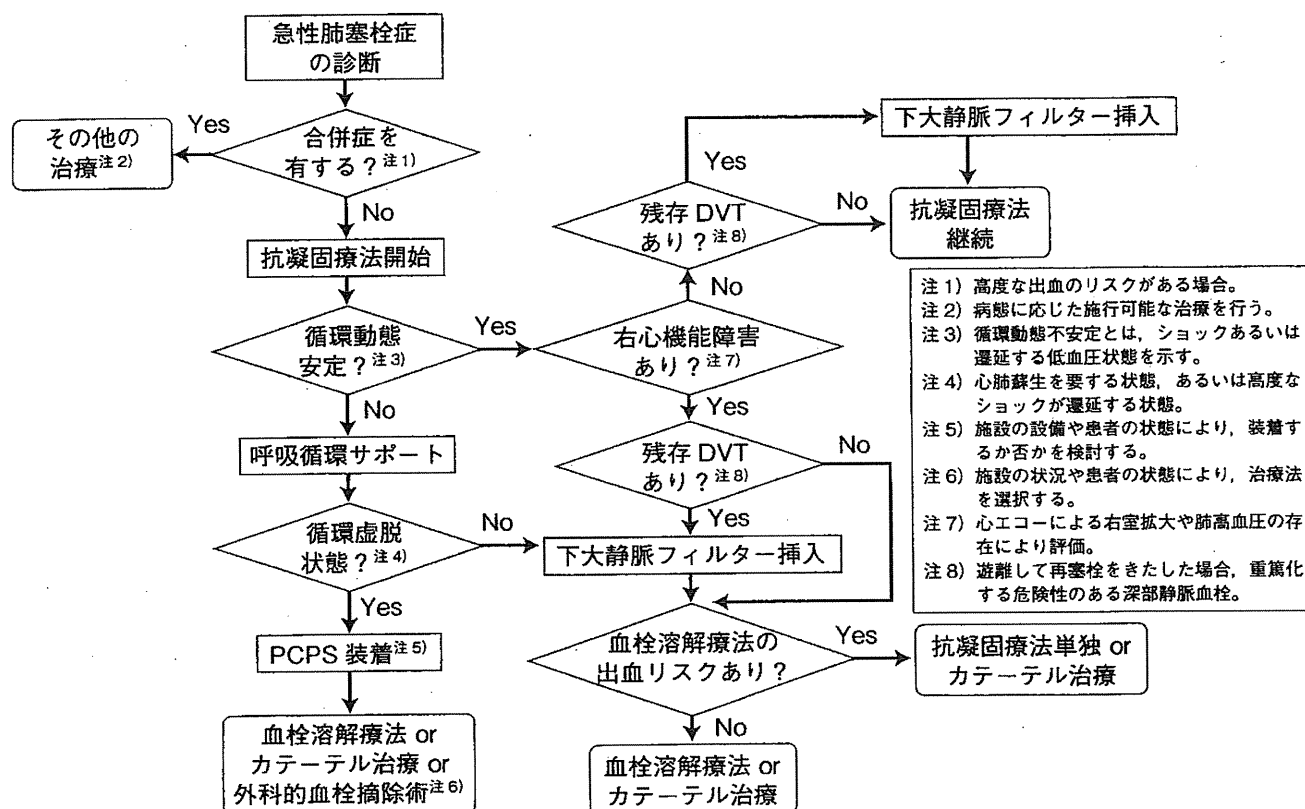 急性肺塞栓症
の診断
合併症を
有する？注1)
Yes
その他の
治療注2)
No
抗凝固療法開始
循環動態
安定？注3)
Yes
No
呼吸循環サポート
循環虚脱
状態？注4)
No
Yes
PCPS 装着注5)
血栓溶解療法 or
カテーテル治療 or
外科的血栓摘除術注6)
右心機能障害
あり？注7)
No
残存 DVT
あり？注8)
Yes
下大静脈フィルター挿入
No
抗凝固療法
継続
Yes
残存 DVT
あり？注8)
No
Yes
下大静脈フィルター挿入
血栓溶解療法の
出血リスクあり？
Yes
抗凝固療法単独 or
カテーテル治療
No
血栓溶解療法 or
カテーテル治療
注1) 高度な出血のリスクがある場合。
注2) 病態に応じた施行可能な治療を行う。
注3) 循環動態不安定とは，ショックあるいは
遷延する低血圧状態を示す。
注4) 心肺蘇生を要する状態，あるいは高度な
ショックが遷延する状態。
注5) 施設の設備や患者の状態により，装着す
るか否かを検討する。
注6) 施設の状況や患者の状態により，治療法
を選択する。
注7) 心エコーによる右室拡大や肺高血圧の存
在により評価。
注8) 遊離して再塞栓をきたした場合，重篤化
する危険性のある深部静脈血栓。